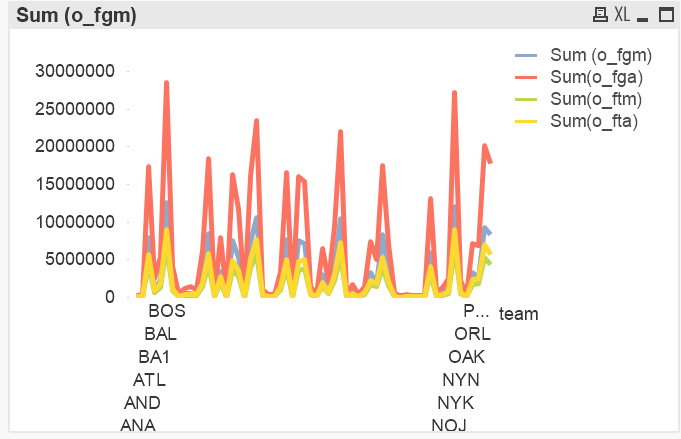 Sum (o_fgm)
XL
Sum (o_fgm)
Sum(o_fga)
Sum(o_ftm)
Sum(o_fta)
30000000
25000000
20000000
15000000
10000000
5000000
0
BOS
BAL
BA1
ATL
AND
ANA
P...
ORL
OAK
NYN
NYK
NOJ
team